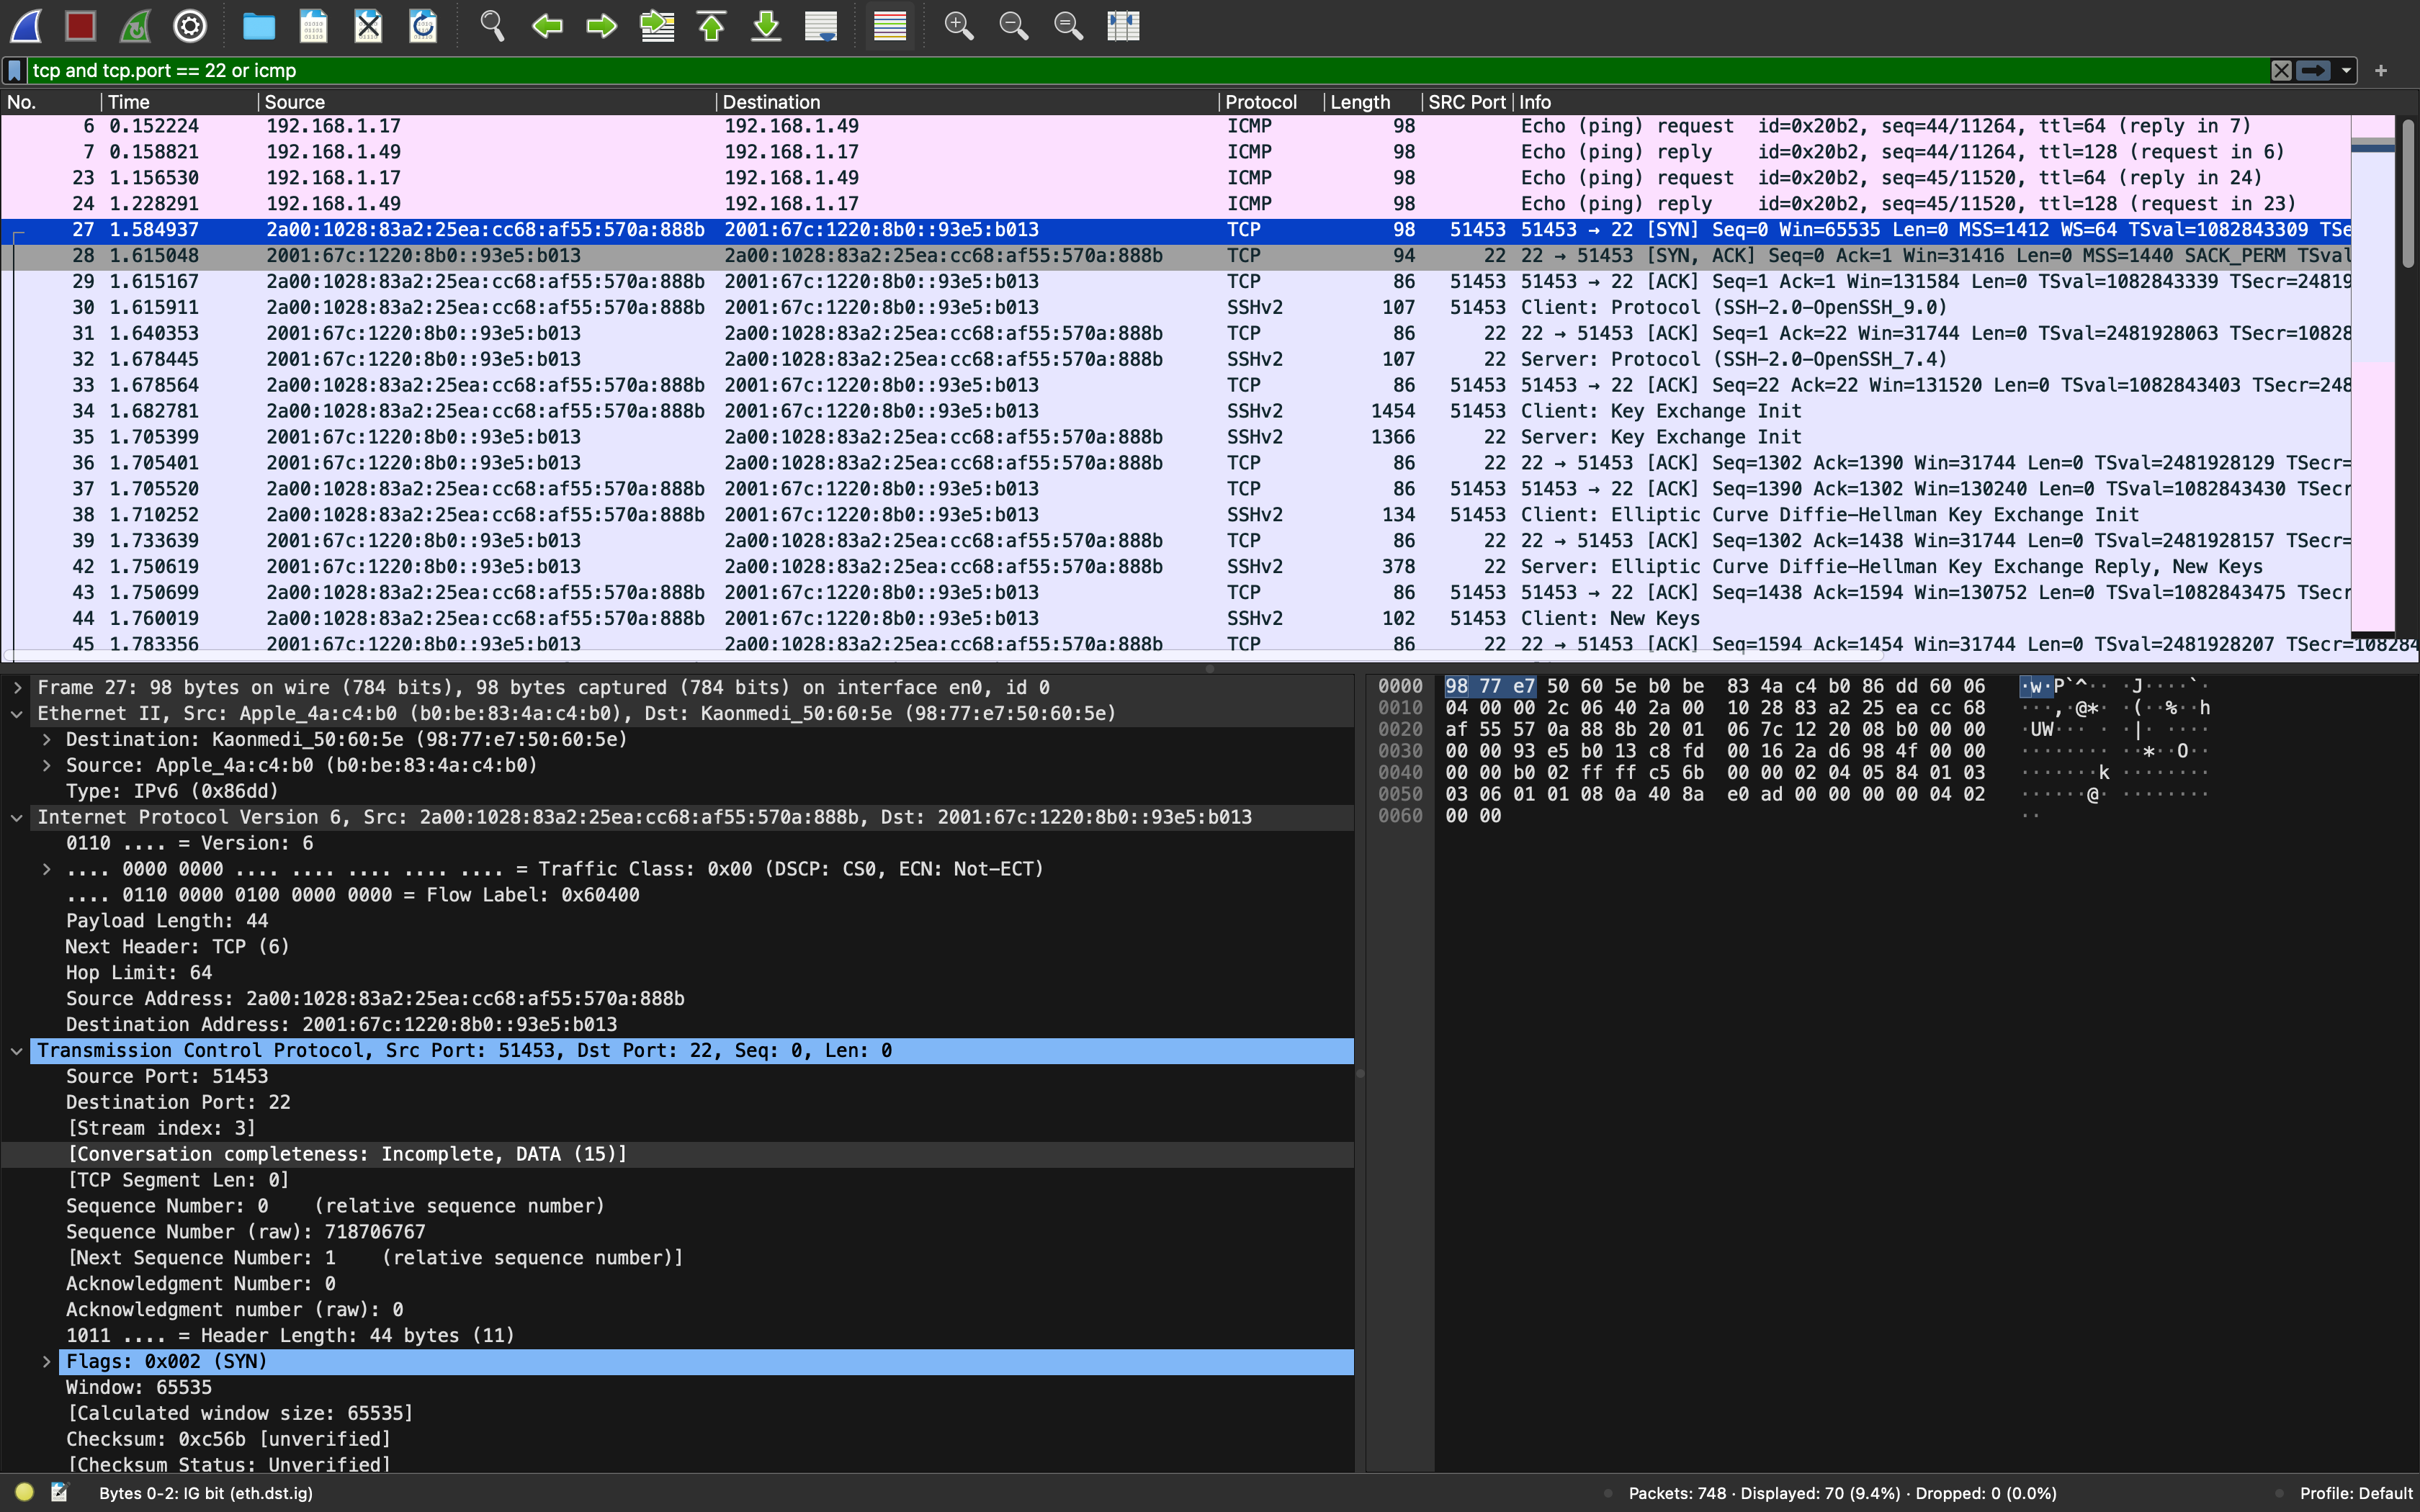 tcp and tcp.port == 22 or icmp
No. Time Source Destination Protocol Length SRC Port Info
6 0.152224 192.168.1.17 192.168.1.49 ICMP 98 Echo (ping) request id=0x20b2, seq=44/11264, ttl=64 (reply in 7)
7 0.158821 192.168.1.49 192.168.1.17 ICMP 98 Echo (ping) reply id=0x20b2, seq=44/11264, ttl=128 (request in 6)
23 1.156530 192.168.1.17 192.168.1.49 ICMP 98 Echo (ping) request id=0x20b2, seq=45/11520, ttl=64 (reply in 24)
24 1.228291 192.168.1.49 192.168.1.17 ICMP 98 Echo (ping) reply id=0x20b2, seq=45/11520, ttl=128 (request in 23)
27 1.584937 2a00:1028:83a2:25ea:cc68:af55:570a:888b 2001:67c:1220:8b0::93e5:b013 TCP 98 51453 51453 → 22 [SYN] Seq=0 Win=65535 Len=0 MSS=1412 WS=64 TSval=1082843309 TSe
28 1.615048 2001:67c:1220:8b0::93e5:b013 2a00:1028:83a2:25ea:cc68:af55:570a:888b TCP 94 22 22 → 51453 [SYN, ACK] Seq=0 Ack=1 Win=31416 Len=0 MSS=1440 SACK_PERM TSval
29 1.615167 2a00:1028:83a2:25ea:cc68:af55:570a:888b 2001:67c:1220:8b0::93e5:b013 TCP 86 51453 51453 → 22 [ACK] Seq=1 Ack=1 Win=131584 Len=0 TSval=1082843339 TSecr=24819
30 1.615911 2a00:1028:83a2:25ea:cc68:af55:570a:888b 2001:67c:1220:8b0::93e5:b013 SSHv2 107 51453 Client: Protocol (SSH-2.0-OpenSSH_9.0)
31 1.640353 2001:67c:1220:8b0::93e5:b013 2a00:1028:83a2:25ea:cc68:af55:570a:888b TCP 86 22 22 → 51453 [ACK] Seq=1 Ack=22 Win=31744 Len=0 TSval=2481928063 TSecr=10828
32 1.678445 2001:67c:1220:8b0::93e5:b013 2a00:1028:83a2:25ea:cc68:af55:570a:888b SSHv2 107 22 Server: Protocol (SSH-2.0-OpenSSH_7.4)
33 1.678564 2a00:1028:83a2:25ea:cc68:af55:570a:888b 2001:67c:1220:8b0::93e5:b013 TCP 86 51453 51453 → 22 [ACK] Seq=22 Ack=22 Win=131520 Len=0 TSval=1082843403 TSecr=248
34 1.682781 2a00:1028:83a2:25ea:cc68:af55:570a:888b 2001:67c:1220:8b0::93e5:b013 SSHv2 1454 51453 Client: Key Exchange Init
35 1.705399 2001:67c:1220:8b0::93e5:b013 2a00:1028:83a2:25ea:cc68:af55:570a:888b SSHv2 1366 22 Server: Key Exchange Init
36 1.705401 2001:67c:1220:8b0::93e5:b013 2a00:1028:83a2:25ea:cc68:af55:570a:888b TCP 86 22 22 → 51453 [ACK] Seq=1302 Ack=1390 Win=31744 Len=0 TSval=2481928129 TSecr=
37 1.705520 2a00:1028:83a2:25ea:cc68:af55:570a:888b 2001:67c:1220:8b0::93e5:b013 TCP 86 51453 51453 → 22 [ACK] Seq=1390 Ack=1302 Win=130240 Len=0 TSval=1082843430 TSecr
38 1.710252 2a00:1028:83a2:25ea:cc68:af55:570a:888b 2001:67c:1220:8b0::93e5:b013 SSHv2 134 51453 Client: Elliptic Curve Diffie-Hellman Key Exchange Init
39 1.733639 2001:67c:1220:8b0::93e5:b013 2a00:1028:83a2:25ea:cc68:af55:570a:888b TCP 86 22 22 → 51453 [ACK] Seq=1302 Ack=1438 Win=31744 Len=0 TSval=2481928157 TSecr=
42 1.750619 2001:67c:1220:8b0::93e5:b013 2a00:1028:83a2:25ea:cc68:af55:570a:888b SSHv2 378 22 Server: Elliptic Curve Diffie-Hellman Key Exchange Reply, New Keys
43 1.750699 2a00:1028:83a2:25ea:cc68:af55:570a:888b 2001:67c:1220:8b0::93e5:b013 TCP 86 51453 51453 → 22 [ACK] Seq=1438 Ack=1594 Win=130752 Len=0 TSval=1082843475 TSecr
44 1.760019 2a00:1028:83a2:25ea:cc68:af55:570a:888b 2001:67c:1220:8b0::93e5:b013 SSHv2 102 51453 Client: New Keys
45 1.783356 2001:67c:1220:8b0::93e5:b013 2a00:1028:83a2:25ea:cc68:af55:570a:888b TCP 86 22 22 → 51453 [ACK] Seq=1594 Ack=1454 Win=31744 Len=0 TSval=2481928207 TSecr=108284
Frame 27: 98 bytes on wire (784 bits), 98 bytes captured (784 bits) on interface en0, id 0
Ethernet II, Src: Apple_4a:c4:b0 (b0:be:83:4a:c4:b0), Dst: Kaonmedi_50:60:5e (98:77:e7:50:60:5e)
Destination: Kaonmedi_50:60:5e (98:77:e7:50:60:5e)
Source: Apple_4a:c4:b0 (b0:be:83:4a:c4:b0)
Type: IPv6 (0x86dd)
Internet Protocol Version 6, Src: 2a00:1028:83a2:25ea:cc68:af55:570a:888b, Dst: 2001:67c:1220:8b0::93e5:b013
0110 .... = Version: 6
.... 0000 0000 .... .... .... .... .... = Traffic Class: 0x00 (DSCP: CS0, ECN: Not-ECT)
.... 0110 0000 0100 0000 0000 = Flow Label: 0x60400
Payload Length: 44
Next Header: TCP (6)
Hop Limit: 64
Source Address: 2a00:1028:83a2:25ea:cc68:af55:570a:888b
Destination Address: 2001:67c:1220:8b0::93e5:b013
Transmission Control Protocol, Src Port: 51453, Dst Port: 22, Seq: 0, Len: 0
Source Port: 51453
Destination Port: 22
[Stream index: 3]
[Conversation completeness: Incomplete, DATA (15)]
[TCP Segment Len: 0]
Sequence Number: 0 (relative sequence number)
Sequence Number (raw): 718706767
[Next Sequence Number: 1 (relative sequence number)]
Acknowledgment Number: 0
Acknowledgment number (raw): 0
1011 .... = Header Length: 44 bytes (11)
Flags: 0x002 (SYN)
Window: 65535
[Calculated window size: 65535]
Checksum: 0xc56b [unverified]
[Checksum Status: Unverified]
0000 98 77 e7 50 60 5e b0 be 83 4a c4 b0 86 dd 60 06 ·w·P`^·· ·J····`·
0010 04 00 00 2c 06 40 2a 00 10 28 83 a2 25 ea cc 68 ···,·@*· ·(··%··h
0020 af 55 57 0a 88 8b 20 01 06 7c 12 20 08 b0 00 00 ·UW··· · ·|· ····
0030 00 00 93 e5 b0 13 c8 fd 00 16 2a d6 98 4f 00 00 ········ ··*··O··
0040 00 00 b0 02 ff ff c5 6b 00 00 02 04 05 84 01 03 ·······k ········
0050 03 06 01 01 08 0a 40 8a e0 ad 00 00 00 00 04 02 ······@· ········
0060 00 00 ··
Bytes 0-2: IG bit (eth.dst.ig) Packets: 748 · Displayed: 70 (9.4%) · Dropped: 0 (0.0%) Profile: Default